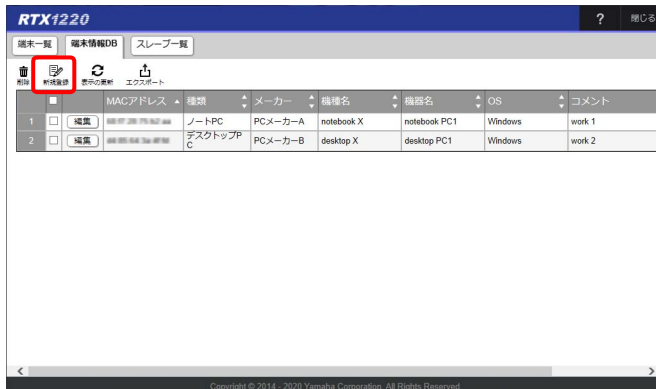 RTX1220 ? 閉じる
端末一覧 端末情報DB スレーブ一覧
削除 新規登録 表示の更新 エクスポート
MACアドレス 種類 メーカー 機種名 機器名 OS コメント
1 編集 ノートPC PCメーカーA notebook X notebook PC1 Windows work 1
2 編集 デスクトップP
C PCメーカーB desktop X desktop PC1 Windows work 2
Copyright © 2014 - 2020 Yamaha Corporation. All Rights Reserved.